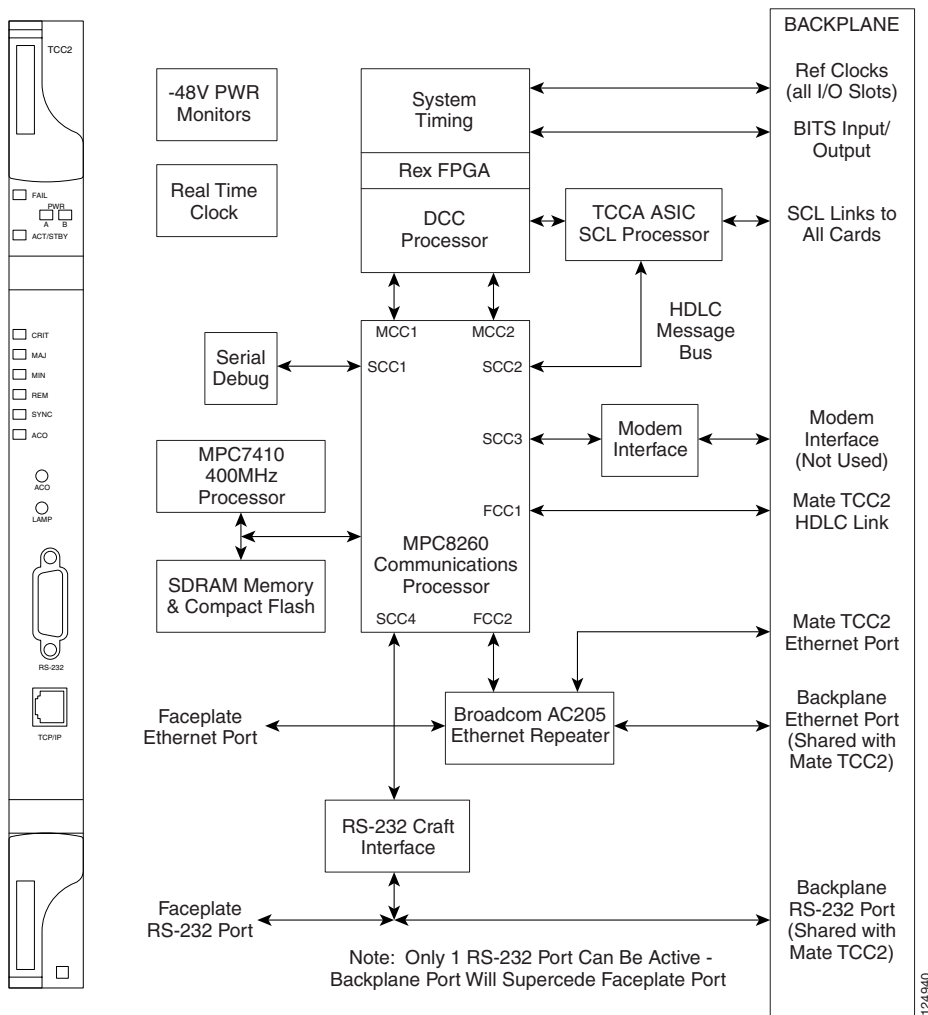 TCC2
FAIL
PWR
A B
ACT/STBY
CRIT
MAJ
MIN
REM
SYNC
ACO
ACO
LAMP
RS-232
TCP/IP
-48V PWR
Monitors
Real Time
Clock
System
Timing
Rex FPGA
DCC
Processor
TCCA ASIC
SCL Processor
HDLC
Message
Bus
MCC1
MCC2
SCC1
SCC2
SCC3
FCC1
MPC8260
Communications
Processor
SCC4
FCC2
Serial
Debug
MPC7410
400MHz
Processor
SDRAM Memory
& Compact Flash
Modem
Interface
Faceplate
Ethernet Port
Broadcom AC205
Ethernet Repeater
RS-232 Craft
Interface
Faceplate
RS-232 Port
Note: Only 1 RS-232 Port Can Be Active -
Backplane Port Will Supercede Faceplate Port
BACKPLANE
Ref Clocks
(all I/O Slots)
BITS Input/
Output
SCL Links to
All Cards
Modem
Interface
(Not Used)
Mate TCC2
HDLC Link
Mate TCC2
Ethernet Port
Backplane
Ethernet Port
(Shared with
Mate TCC2)
Backplane
RS-232 Port
(Shared with
Mate TCC2)
124940